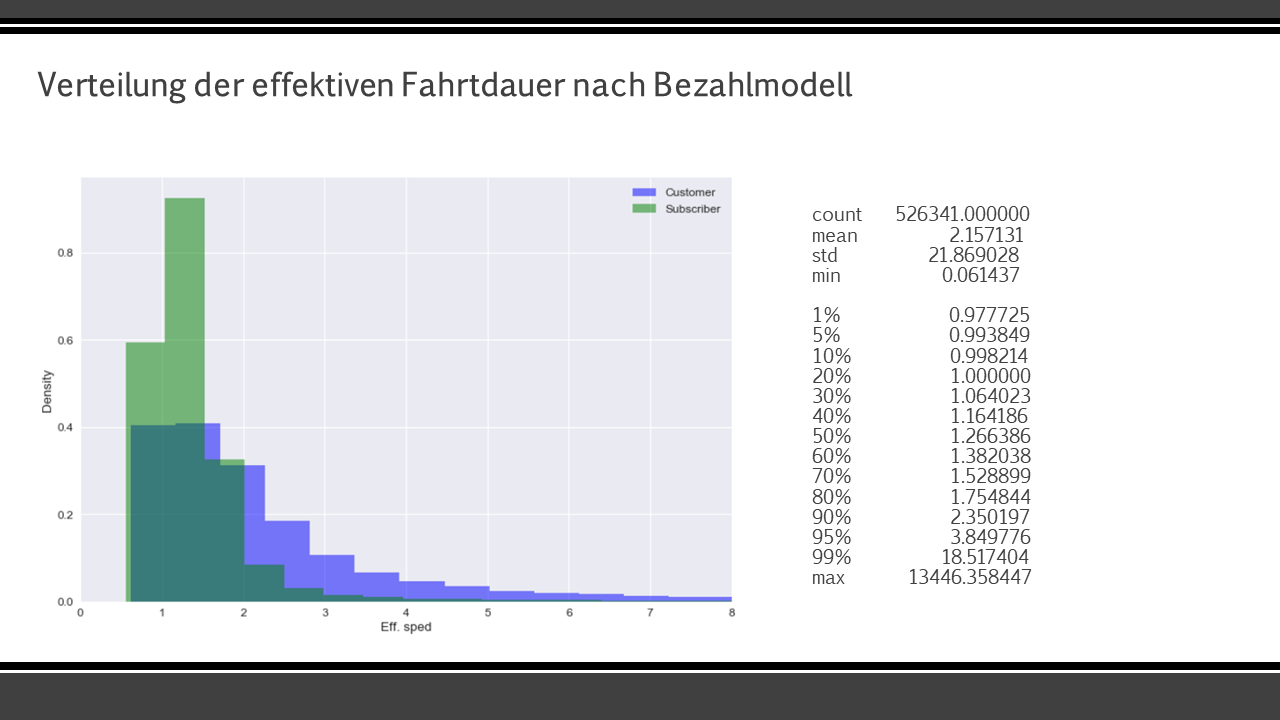 Verteilung der effektiven Fahrtdauer nach Bezahlmodell
Customer
Subscriber
0.8
0.6
0.4
0.2
0.0
Density
0 1 2 3 4 5 6 7 8
Eff. sped
count 526341.000000
mean 2.157131
std 21.869028
min 0.061437
1% 0.977725
5% 0.993849
10% 0.998214
20% 1.000000
30% 1.064023
40% 1.164186
50% 1.266386
60% 1.382038
70% 1.528899
80% 1.754844
90% 2.350197
95% 3.849776
99% 18.517404
max 13446.358447